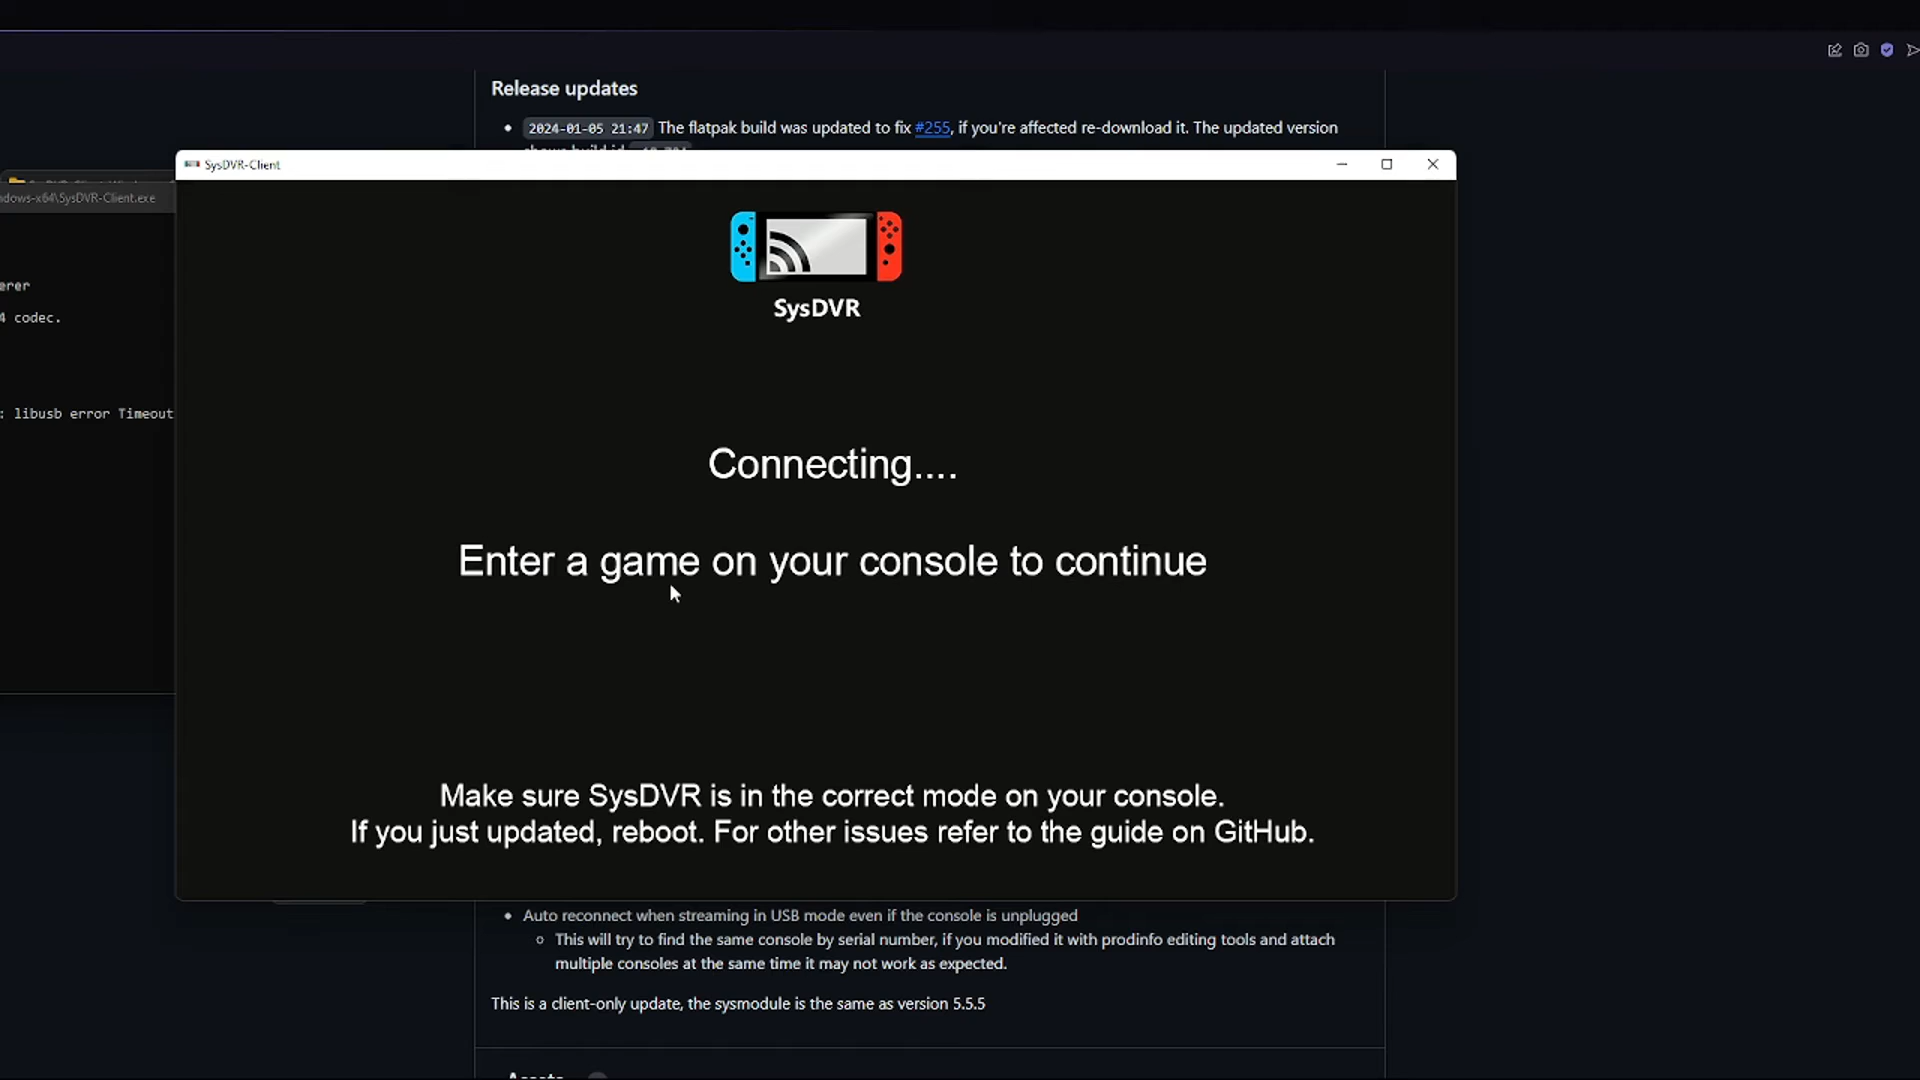 Release updates
2024-01-05 21:47 The flatpak build was updated to fix #255, if you're affected re-download it. The updated version
SysDVR-Client
ndows-x64\SysDVR-Client.exe
erer
SysDVR
4 codec.
: libusb error Timeout
Connecting....
Enter a game on your console to continue
Make sure SysDVR is in the correct mode on your console.
If you just updated, reboot. For other issues refer to the guide on GitHub.
Auto reconnect when streaming in USB mode even if the console is unplugged
This will try to find the same console by serial number, if you modified it with prodinfo editing tools and attach
multiple consoles at the same time it may not work as expected.
This is a client-only update, the sysmodule is the same as version 5.5.5